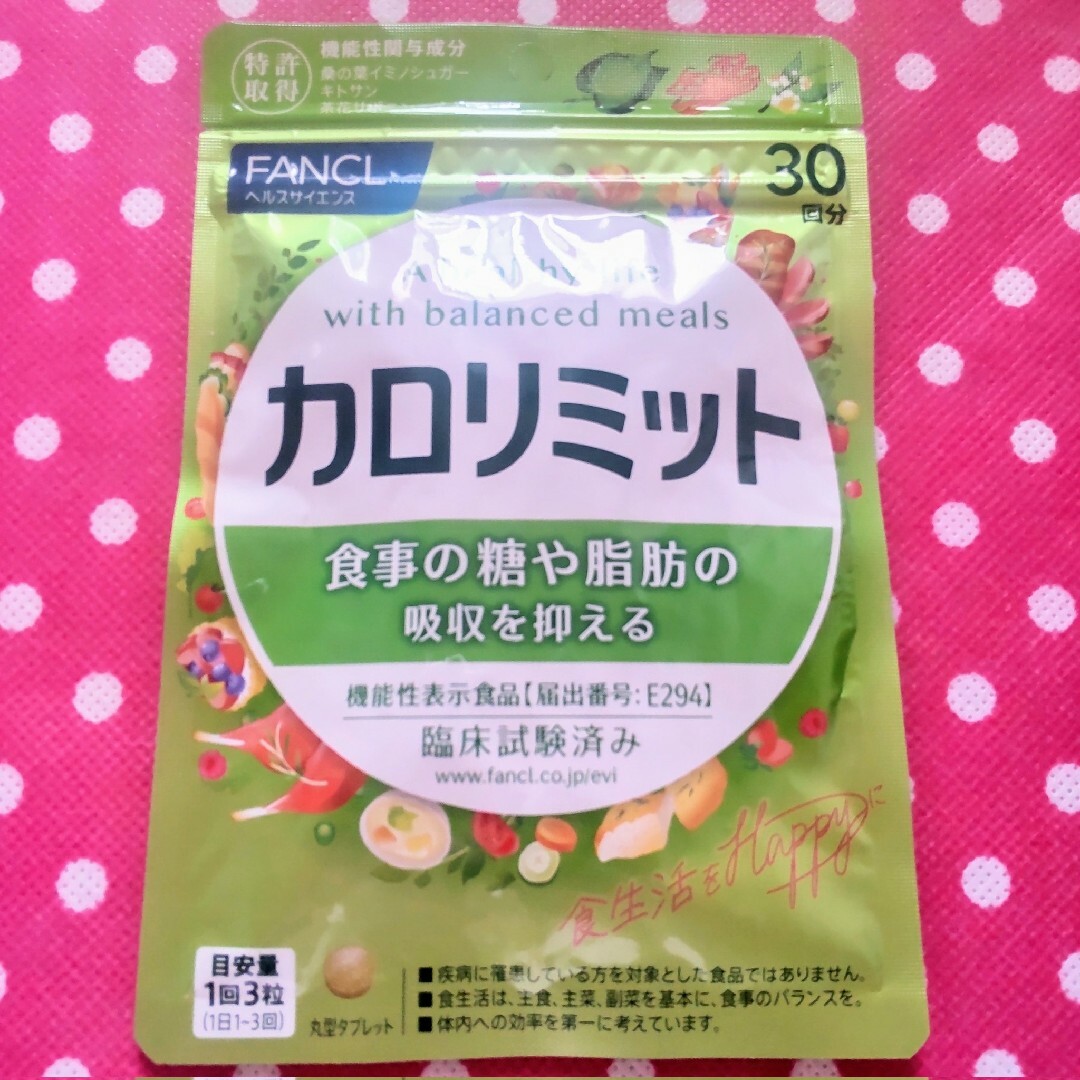 特許
取得
機能性関与成分
桑の葉イミノシュガー
キトサン
FANCL
ヘルスサイエンス
30
回分
with balanced meals
カロリミット
食事の糖や脂肪の
吸収を抑える
機能性表示食品【届出番号:E294】
臨床試験済み
www.fancl.co.jp/evi
食生活をHappyに
目安量
1回3粒
(1日1~3回)
丸型タブレット
■疾病に罹患している方を対象とした食品ではありません。
■食生活は、主食、主菜、副菜を基本に、食事のバランスを。
■体内への効率を第一に考えています。